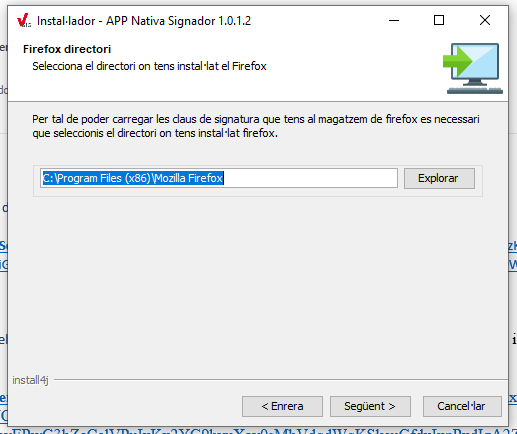 Instal·lador - APP Nativa Signador 1.0.1.2
Firefox directori
Selecciona el directori on tens instal·lat el Firefox
Per tal de poder carregar les claus de signatura que tens al magatzem de firefox es necessari
que seleccionis el directori on tens instal·lat firefox.
C:\Program Files (x86)\Mozilla Firefox
Explorar
install4j
< Enrera
Següent >
Cancel·lar